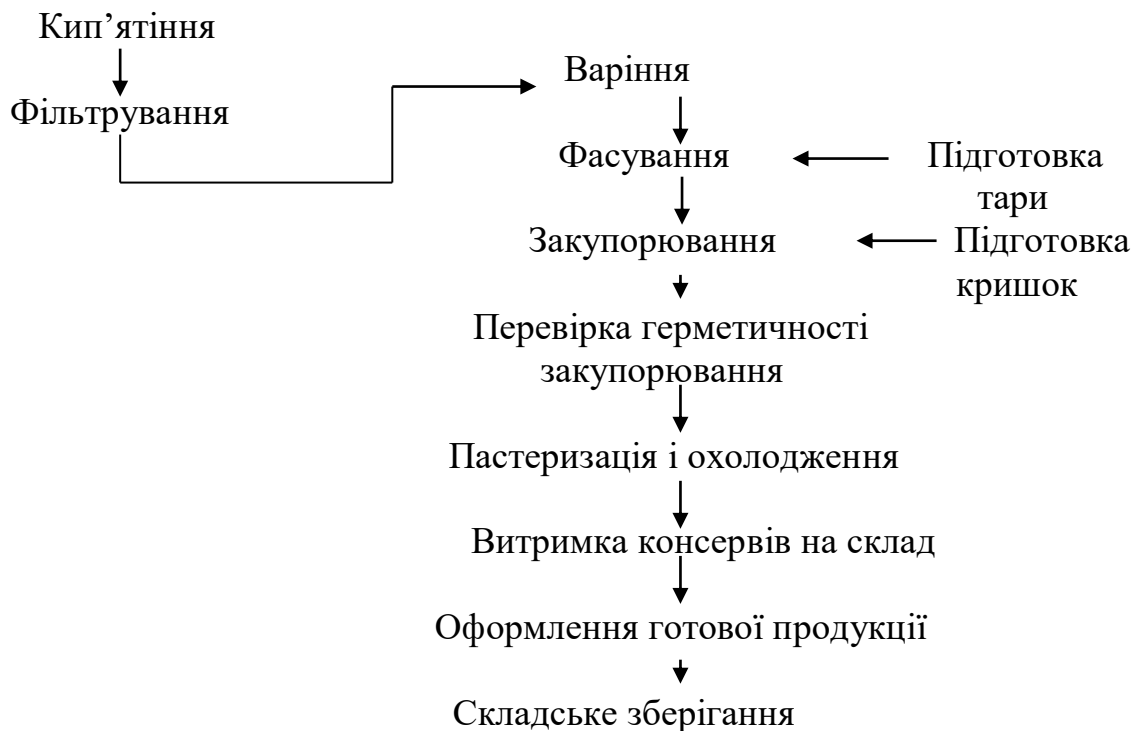 Кип’ятіння
Фільтрування
Варіння
Фасування
Підготовка
тари
Закупорювання
Підготовка
кришок
Перевірка герметичності
закупорювання
Пастеризація і охолодження
Витримка консервів на склад
Оформлення готової продукції
Складське зберігання